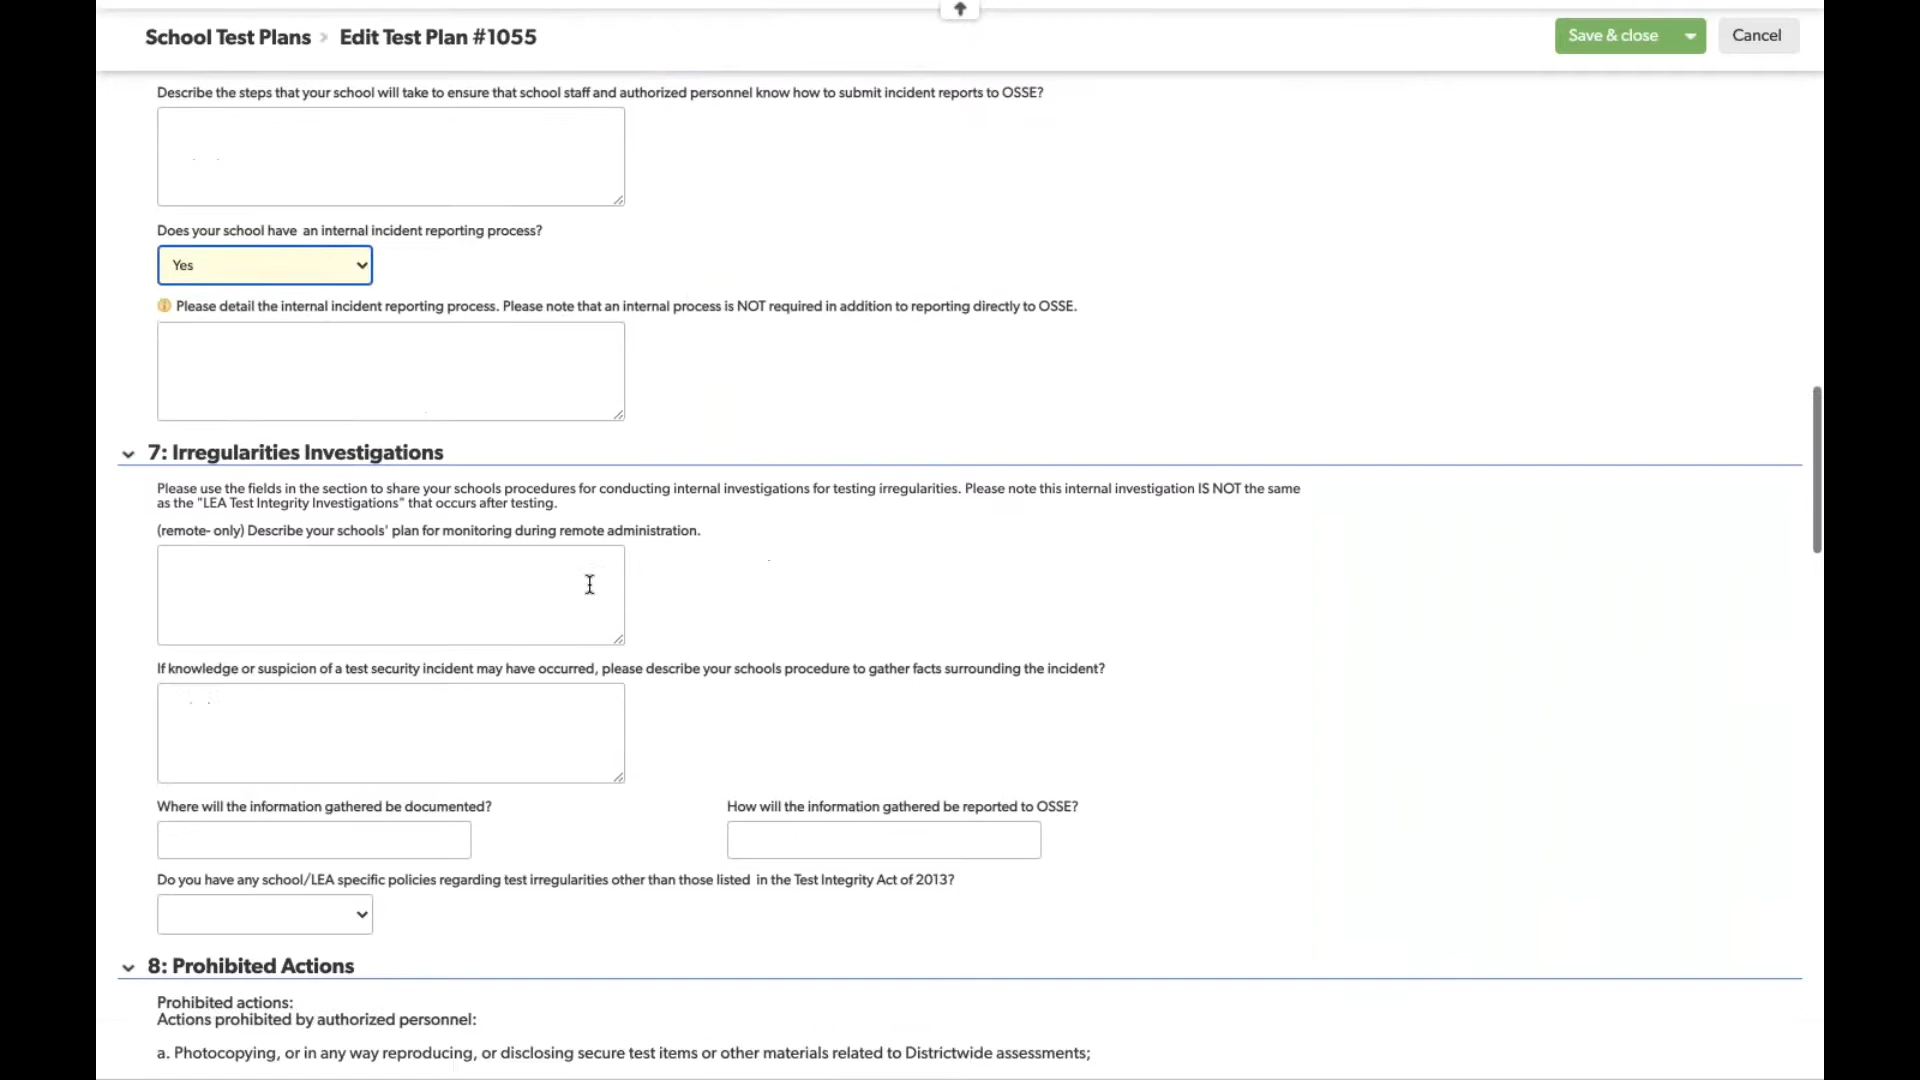 School Test Plans > Edit Test Plan #1055
Save & close
Cancel
Describe the steps that your school will take to ensure that school staff and authorized personnel know how to submit incident reports to OSSE?
Does your school have an internal incident reporting process?
Yes
Please detail the internal incident reporting process. Please note that an internal process is NOT required in addition to reporting directly to OSSE.
7: Irregularities Investigations
Please use the fields in the section to share your schools procedures for conducting internal investigations for testing irregularities. Please note this internal investigation IS NOT the same
as the "LEA Test Integrity Investigations" that occurs after testing.
(remote- only) Describe your schools' plan for monitoring during remote administration.
If knowledge or suspicion of a test security incident may have occurred, please describe your schools procedure to gather facts surrounding the incident?
Where will the information gathered be documented?
How will the information gathered be reported to OSSE?
Do you have any school/LEA specific policies regarding test irregularities other than those listed in the Test Integrity Act of 2013?
8: Prohibited Actions
Prohibited actions:
Actions prohibited by authorized personnel:
a. Photocopying, or in any way reproducing, or disclosing secure test items or other materials related to Districtwide assessments;